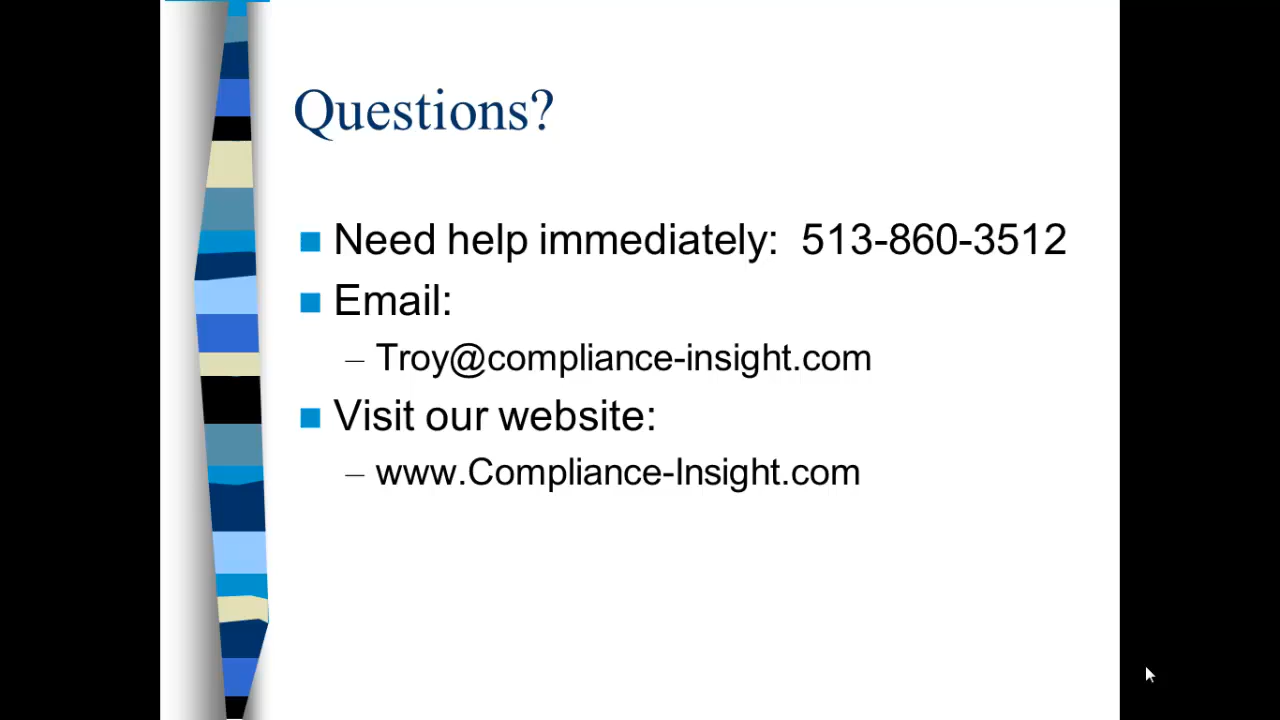 Questions?
Need help immediately: 513-860-3512
Email:
– Troy@compliance-insight.com
Visit our website:
– www.Compliance-Insight.com